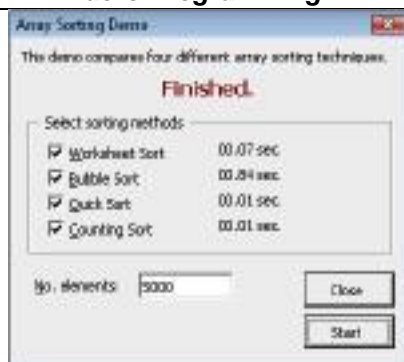 Array Sorting Demo
This demo compares four different array sorting techniques.
Finished.
Select sorting methods
Worksheet Sort 00.07 sec.
Bubble Sort 00.84 sec.
Quick Sort 00.01 sec.
Counting Sort 00.01 sec.
No. elements: 5000
Close
Start